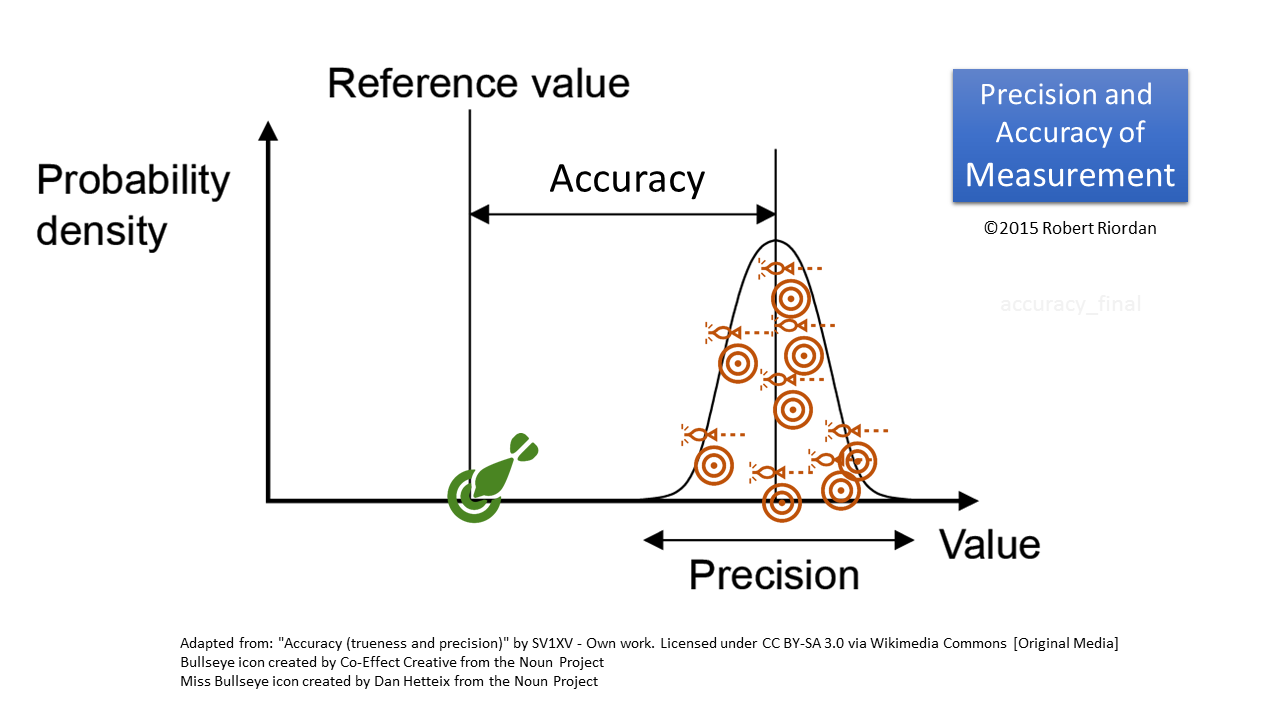 Reference value
Precision and
Accuracy of
Measurement
Probability
density
Accuracy
©2015 Robert Riordan
accuracy_final
Value
Precision
Adapted from: "Accuracy (trueness and precision)" by SV1XV - Own work. Licensed under CC BY-SA 3.0 via Wikimedia Commons [Original Media]
Bullseye icon created by Co-Effect Creative from the Noun Project
Miss Bullseye icon created by Dan Hetteix from the Noun Project